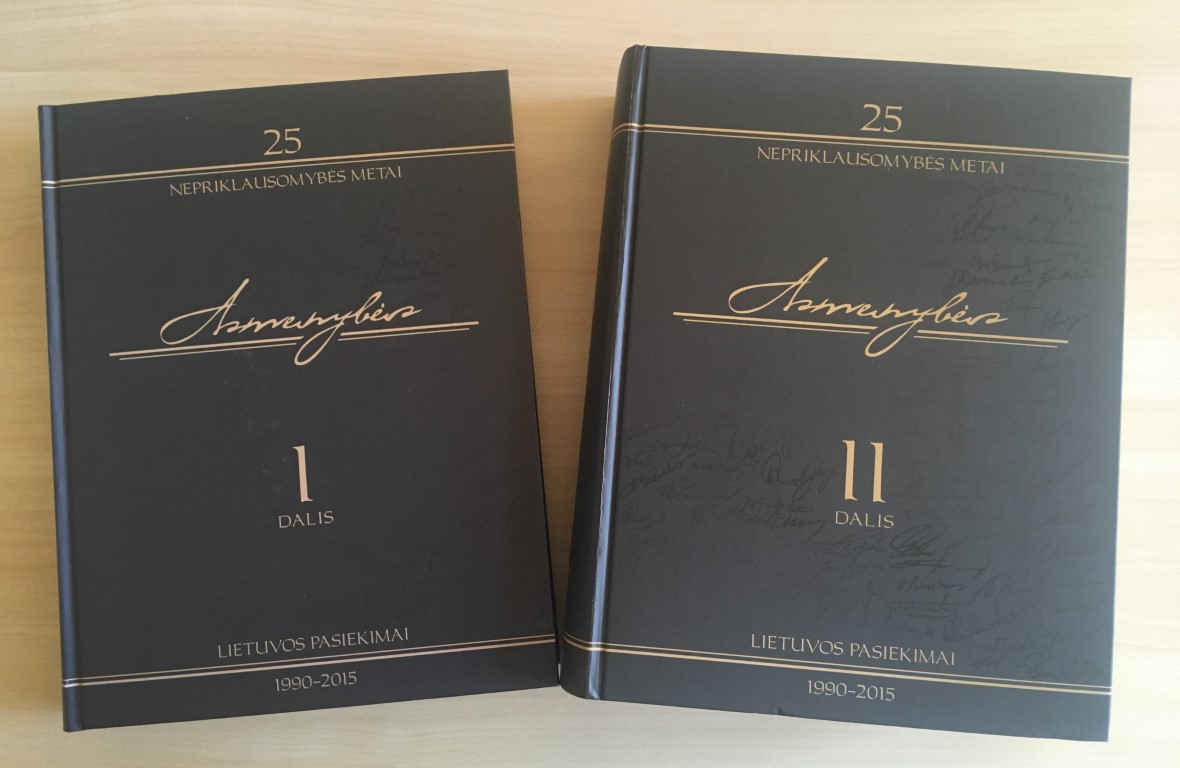 25
NEPRIKLAUSOMYBĖS METAI
Asmenybės
I
DALIS
LIETUVOS PASIEKIMAI
1990–2015
25
NEPRIKLAUSOMYBĖS METAI
Asmenybės
II
DALIS
LIETUVOS PASIEKIMAI
1990–2015